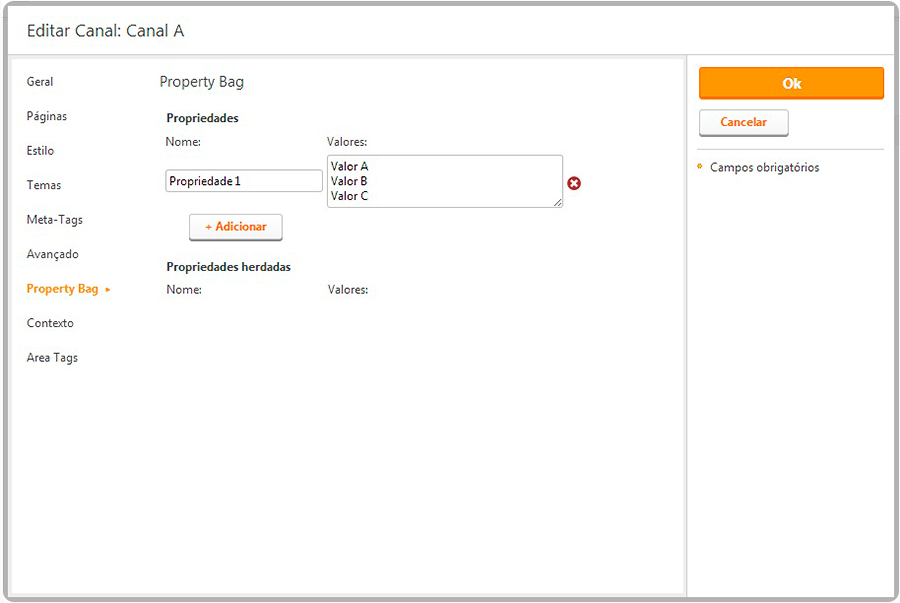 Editar Canal: Canal A
Geral
Páginas
Estilo
Temas
Meta-Tags
Avançado
Property Bag ▸
Contexto
Area Tags
Property Bag
Propriedades
Nome: Valores:
Propriedade 1
Valor A
Valor B
Valor C
+ Adicionar
Propriedades herdadas
Nome: Valores:
Ok
Cancelar
* Campos obrigatórios